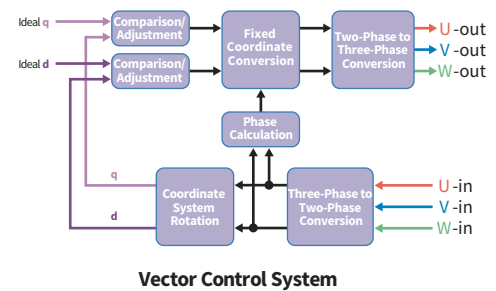 Ideal q
Comparison/
Adjustment
Ideal d
Comparison/
Adjustment
Fixed
Coordinate
Conversion
Two-Phase to
Three-Phase
Conversion
U-out
V-out
W-out
Phase
Calculation
q
d
Coordinate
System
Rotation
Three-Phase to
Two-Phase
Conversion
U-in
V-in
W-in
Vector Control System